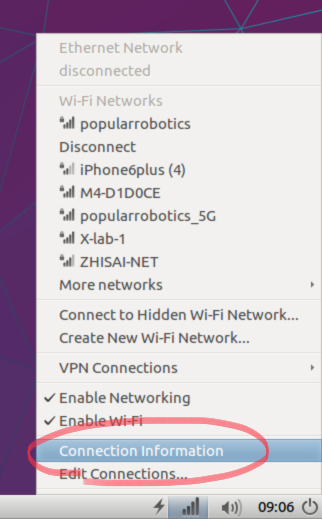 Ethernet Network
disconnected
Wi-Fi Networks
popularrobotics
Disconnect
iPhone6plus (4)
M4-D1D0CE
popularrobotics_5G
X-lab-1
ZHISAI-NET
More networks
Connect to Hidden Wi-Fi Network...
Create New Wi-Fi Network...
VPN Connections
Enable Networking
Enable Wi-Fi
Connection Information
Edit Connections...
09:06